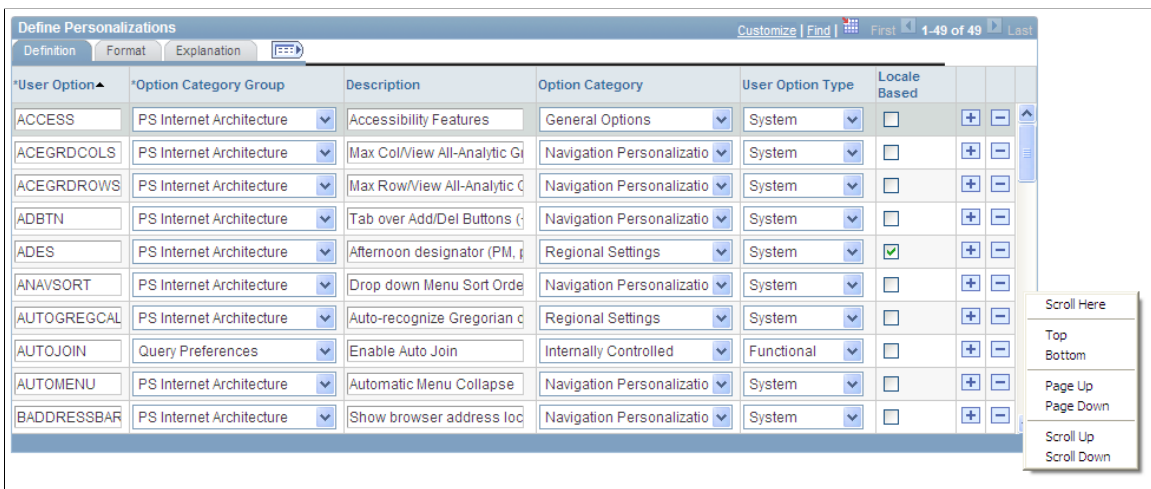 Define Personalizations Customize | Find | First 1-49 of 49 Last
Definition Format Explanation
*User Option *Option Category Group Description Option Category User Option Type Locale Based
ACCESS PS Internet Architecture Accessibility Features General Options System
ACEGRDCOLS PS Internet Architecture Max Col/View All-Analytic Gr Navigation Personalizatio System
ACEGRDROWS PS Internet Architecture Max Row/View All-Analytic System
Navigation Personalizatio
ADBTN PS Internet Architecture Tab over Add/Del Buttons ( Navigation Personalizatio System
ADES PS Internet Architecture Afternoon designator (PM, p Regional Settings System
ANAVSORT PS Internet Architecture Drop down Menu Sort Orde Navigation Personalizatio System
AUTOGREGCAL PS Internet Architecture Auto-recognize Gregorian c Regional Settings System
AUTOJOIN Query Preferences Enable Auto Join Internally Controlled Functional
AUTOMENU PS Internet Architecture Automatic Menu Collapse Navigation Personalizatio System
BADDRESSBAR PS Internet Architecture Show browser address loc Navigation Personalizatio System
Scroll Here
Top
Bottom
Page Up
Page Down
Scroll Up
Scroll Down